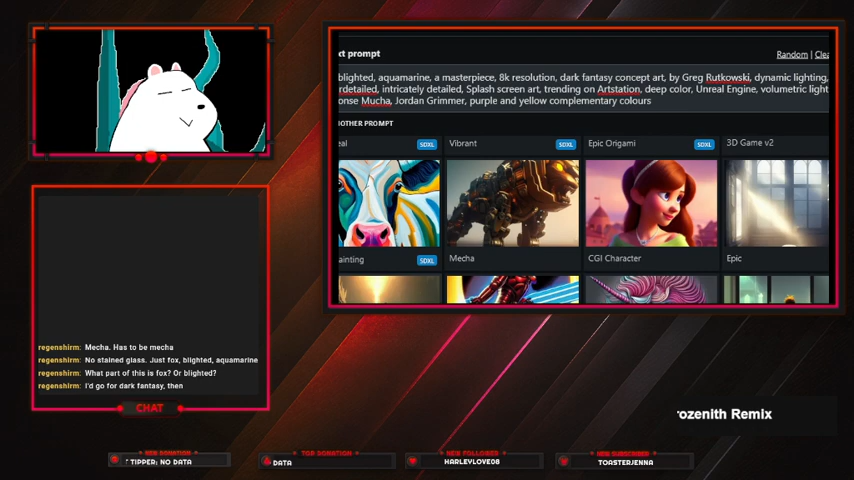 xt prompt
Random | Clea
blighted, aquamarine, a masterpiece, 8k resolution, dark fantasy concept art, by Greg Rutkowski, dynamic lighting,
rdetailed, intricately detailed, Splash screen art, trending on Artstation, deep color, Unreal Engine, volumetric light
onse Mucha, Jordan Grimmer, purple and yellow complementary colours
NOTHER PROMPT
eal SDXL Vibrant SDXL Epic Origami SDXL 3D Game v2
ainting SDXL Mecha CGI Character Epic
regenshirm: Mecha. Has to be mecha
regenshirm: No stained glass. Just fox, blighted, aquamarine
regenshirm: What part of this is fox? Or blighted?
regenshirm: I'd go for dark fantasy, then
CHAT
ozenith Remix
TOP DONATION
NEW FOLLOWER
NEW SUBSCRIBER
TIPPER: NO DATA
DATA
HARLEYLOVE08
TOASTERJENNA